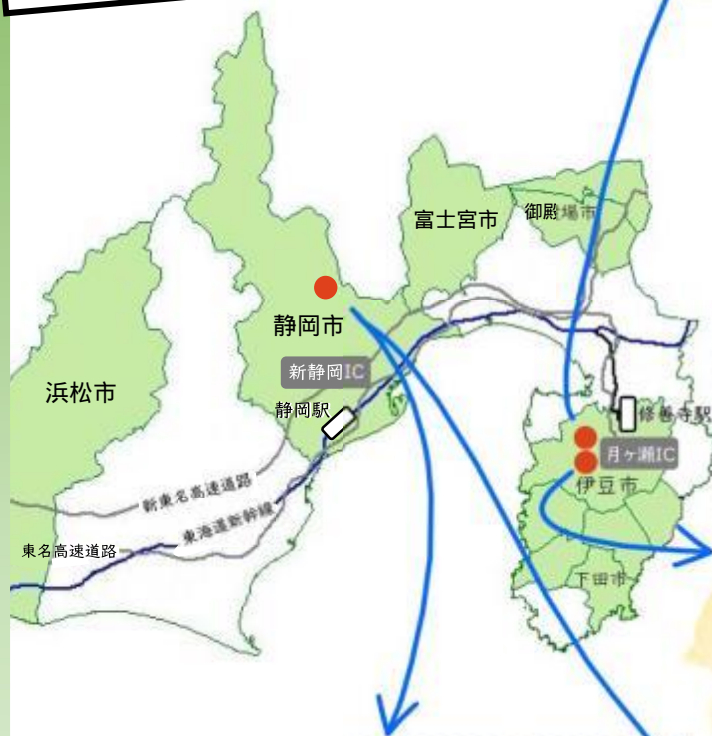 富士宮市
御殿場市
静岡市
新静岡IC
浜松市
静岡駅
修善寺駅
月ヶ瀬IC
伊豆市
新東名高速道路
東海道新幹線
東名高速道路
下田市